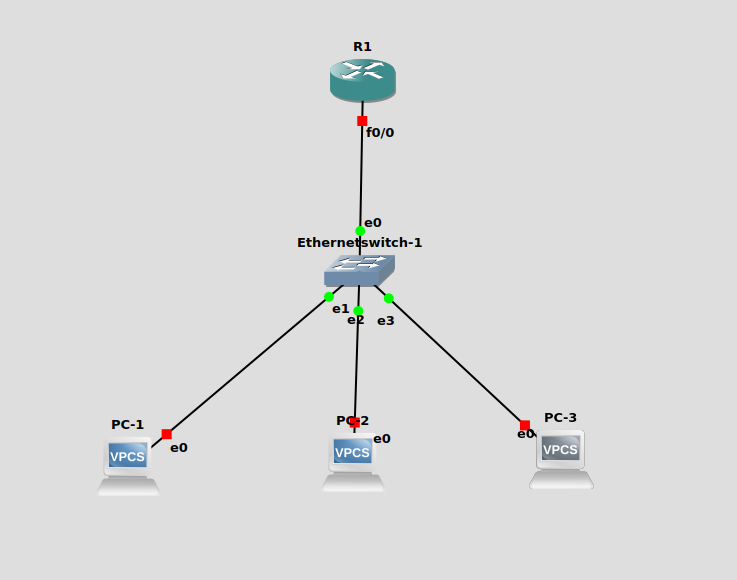 R1
f0/0
e0
Ethernetswitch-1
e1
e2
e3
PC-1
e0
VPCS
PC-2
e0
VPCS
PC-3
e0
VPCS